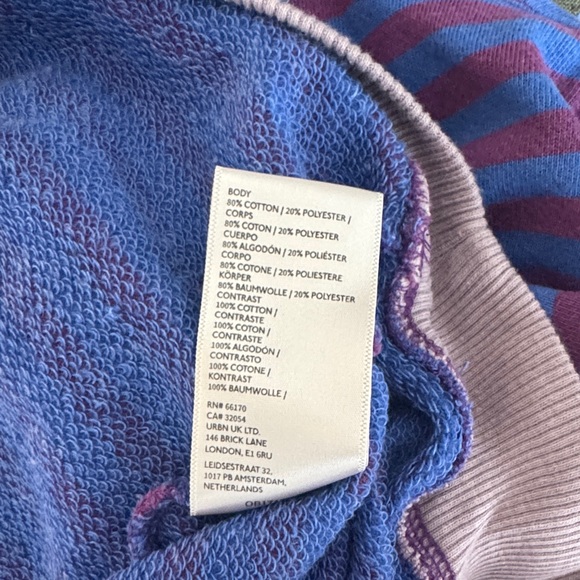 BODY
80% COTTON / 20% POLYESTER /
CORPS
80% COTON / 20% POLYESTER
CUERPO
80% ALGODÓN / 20% POLIÉSTER
CORPO
80% COTONE / 20% POLIESTERE
KÖRPER
80% BAUMWOLLE / 20% POLYESTER
CONTRAST
100% COTTON /
CONTRASTE
100% COTON /
CONTRASTE
100% ALGODÓN /
CONTRASTO
100% COTONE /
KONTRAST
100% BAUMWOLLE /
RN# 66170
CA# 32054
URBN UK LTD.
146 BRICK LANE
LONDON, E1 6RU
LEIDSESTRAAT 32,
1017 PB AMSTERDAM,
NETHERLANDS